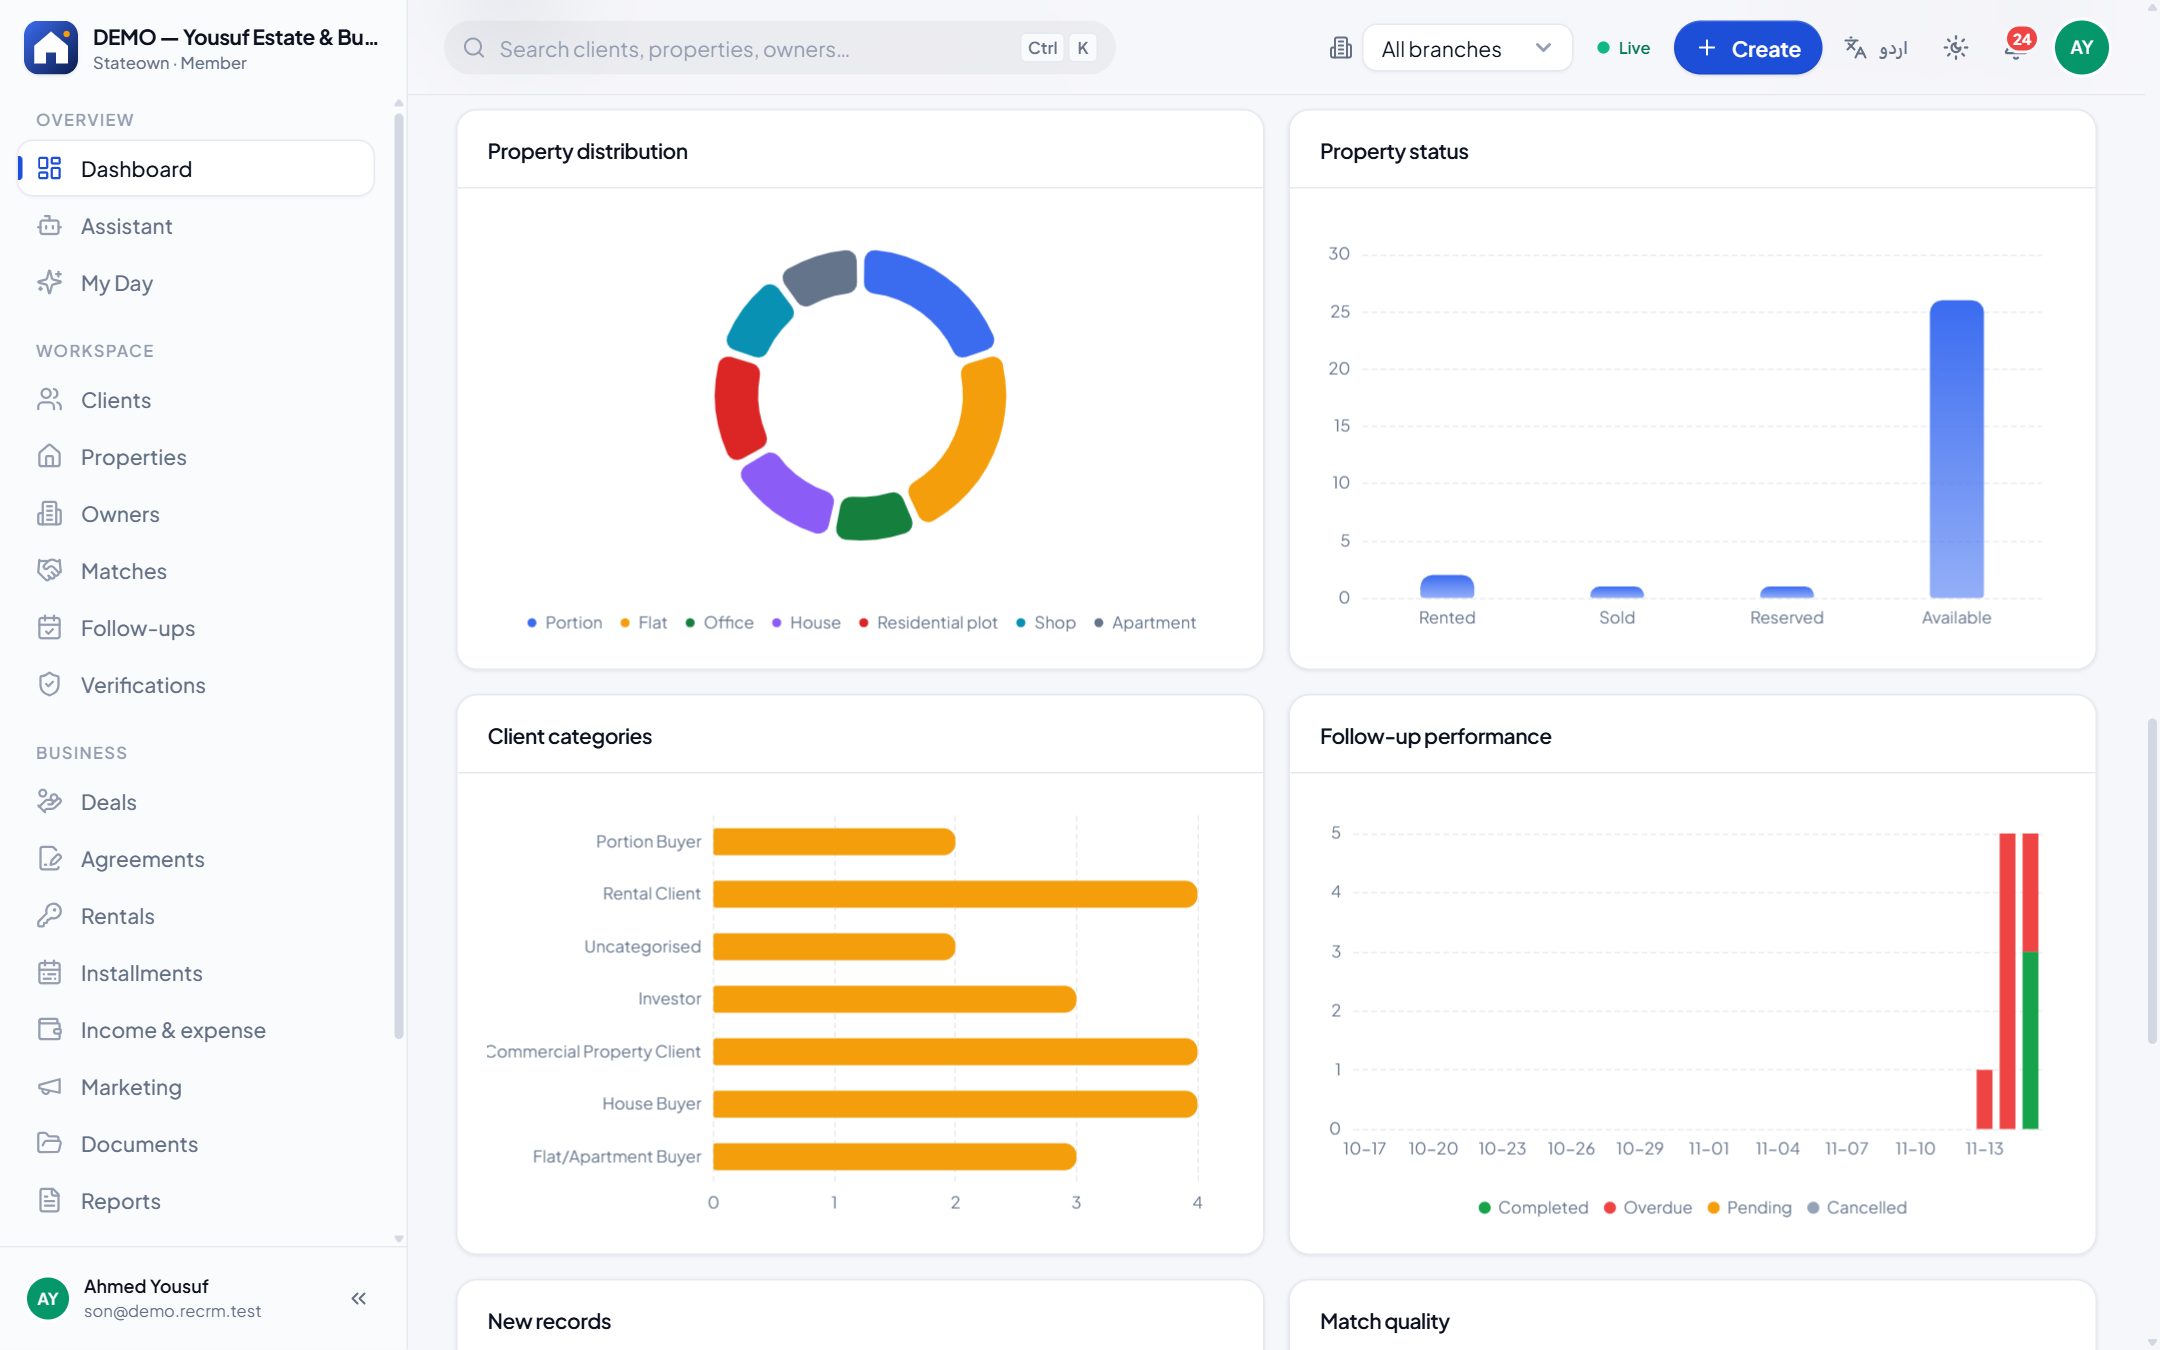 DEMO — Yousuf Estate & Bu...
Stateown · Member
OVERVIEW
Dashboard
Assistant
My Day
WORKSPACE
Clients
Properties
Owners
Matches
Follow-ups
Verifications
BUSINESS
Deals
Agreements
Rentals
Installments
Income & expense
Marketing
Documents
Reports
AY
Ahmed Yousuf
son@demo.recrm.test
Search clients, properties, owners... Ctrl K
All branches
Live
Create
اردو
24
AY
Property distribution
Portion Flat Office House Residential plot Shop Apartment
Property status
30
25
20
15
10
5
0
Rented Sold Reserved Available
Client categories
Portion Buyer
Rental Client
Uncategorised
Investor
Commercial Property Client
House Buyer
Flat/Apartment Buyer
0 1 2 3 4
Follow-up performance
5
4
3
2
1
0
10-17 10-20 10-23 10-26 10-29 11-01 11-04 11-07 11-10 11-13
Completed Overdue Pending Cancelled
New records
Match quality